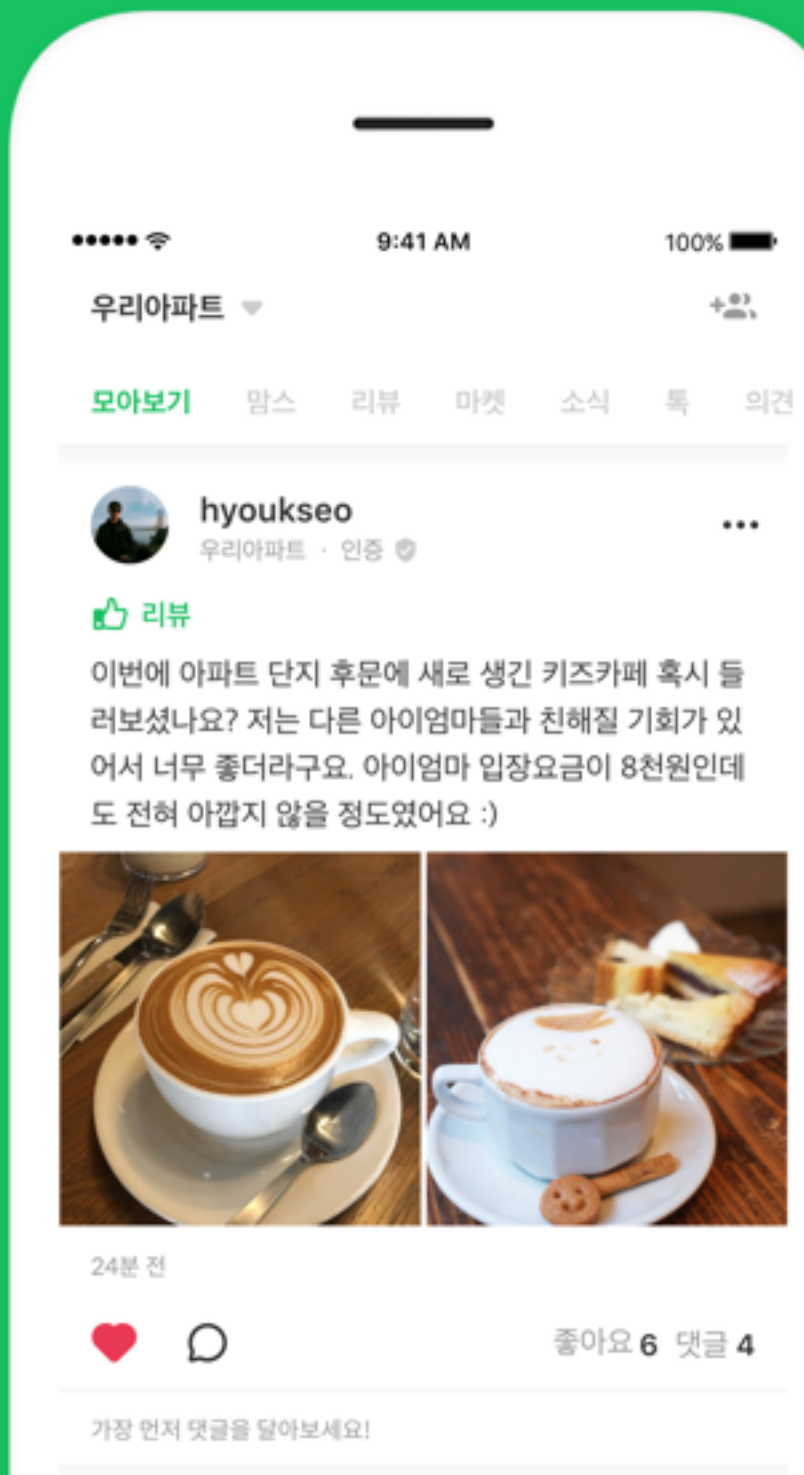 9:41 AM 100%
우리아파트
모아보기 맘스 리뷰 마켓 소식 톡 의견
hyoukseo
우리아파트 · 인증
리뷰
이번에 아파트 단지 후문에 새로 생긴 키즈카페 혹시 들
러보셨나요? 저는 다른 아이엄마들과 친해질 기회가 있
어서 너무 좋더라구요. 아이엄마 입장요금이 8천원인데
도 전혀 아깝지 않을 정도였어요 :)
24분 전
좋아요 6 댓글 4
가장 먼저 댓글을 달아보세요!